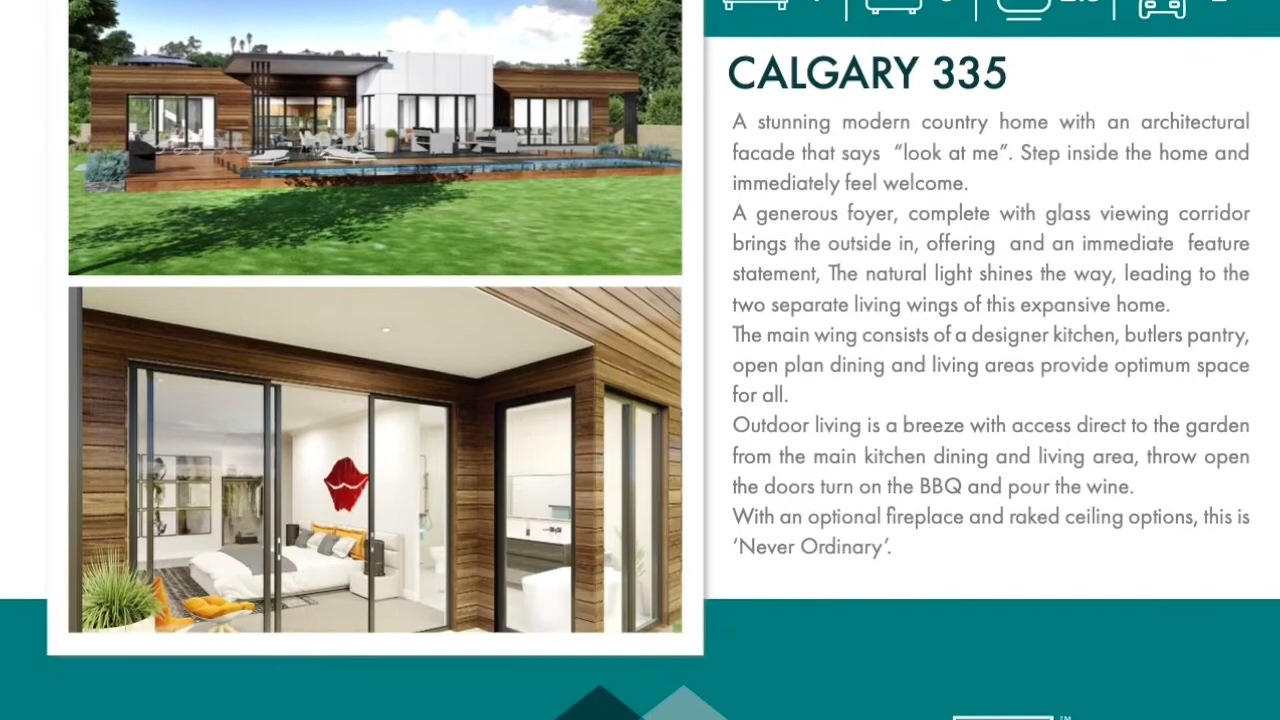 CALGARY 335
A stunning modern country home with an architectural
facade that says “look at me”. Step inside the home and
immediately feel welcome.
A generous foyer, complete with glass viewing corridor
brings the outside in, offering and an immediate feature
statement, The natural light shines the way, leading to the
two separate living wings of this expansive home.
The main wing consists of a designer kitchen, butlers pantry,
open plan dining and living areas provide optimum space
for all.
Outdoor living is a breeze with access direct to the garden
from the main kitchen dining and living area, throw open
the doors turn on the BBQ and pour the wine.
With an optional fireplace and raked ceiling options, this is
‘Never Ordinary’.
TM